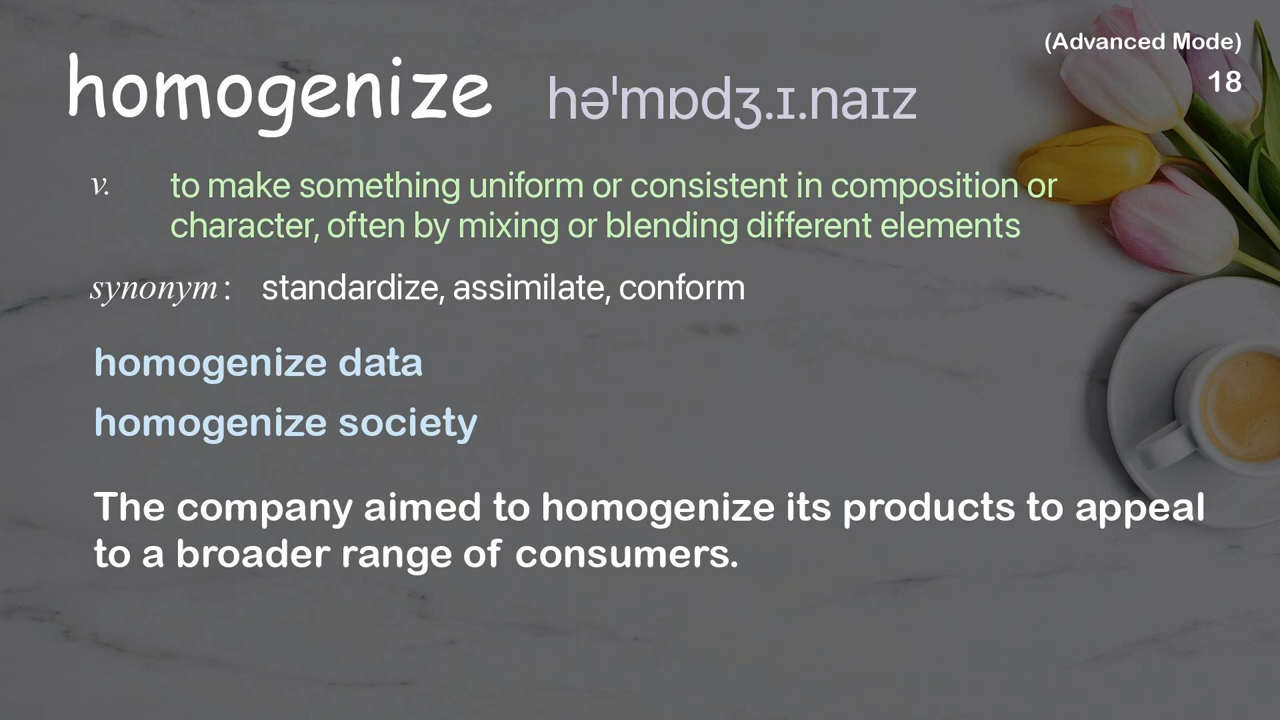 (Advanced Mode)
homogenize həˈmɒdʒ.ɪ.naɪz
18
v. to make something uniform or consistent in composition or
character, often by mixing or blending different elements
synonym: standardize, assimilate, conform
homogenize data
homogenize society
The company aimed to homogenize its products to appeal
to a broader range of consumers.